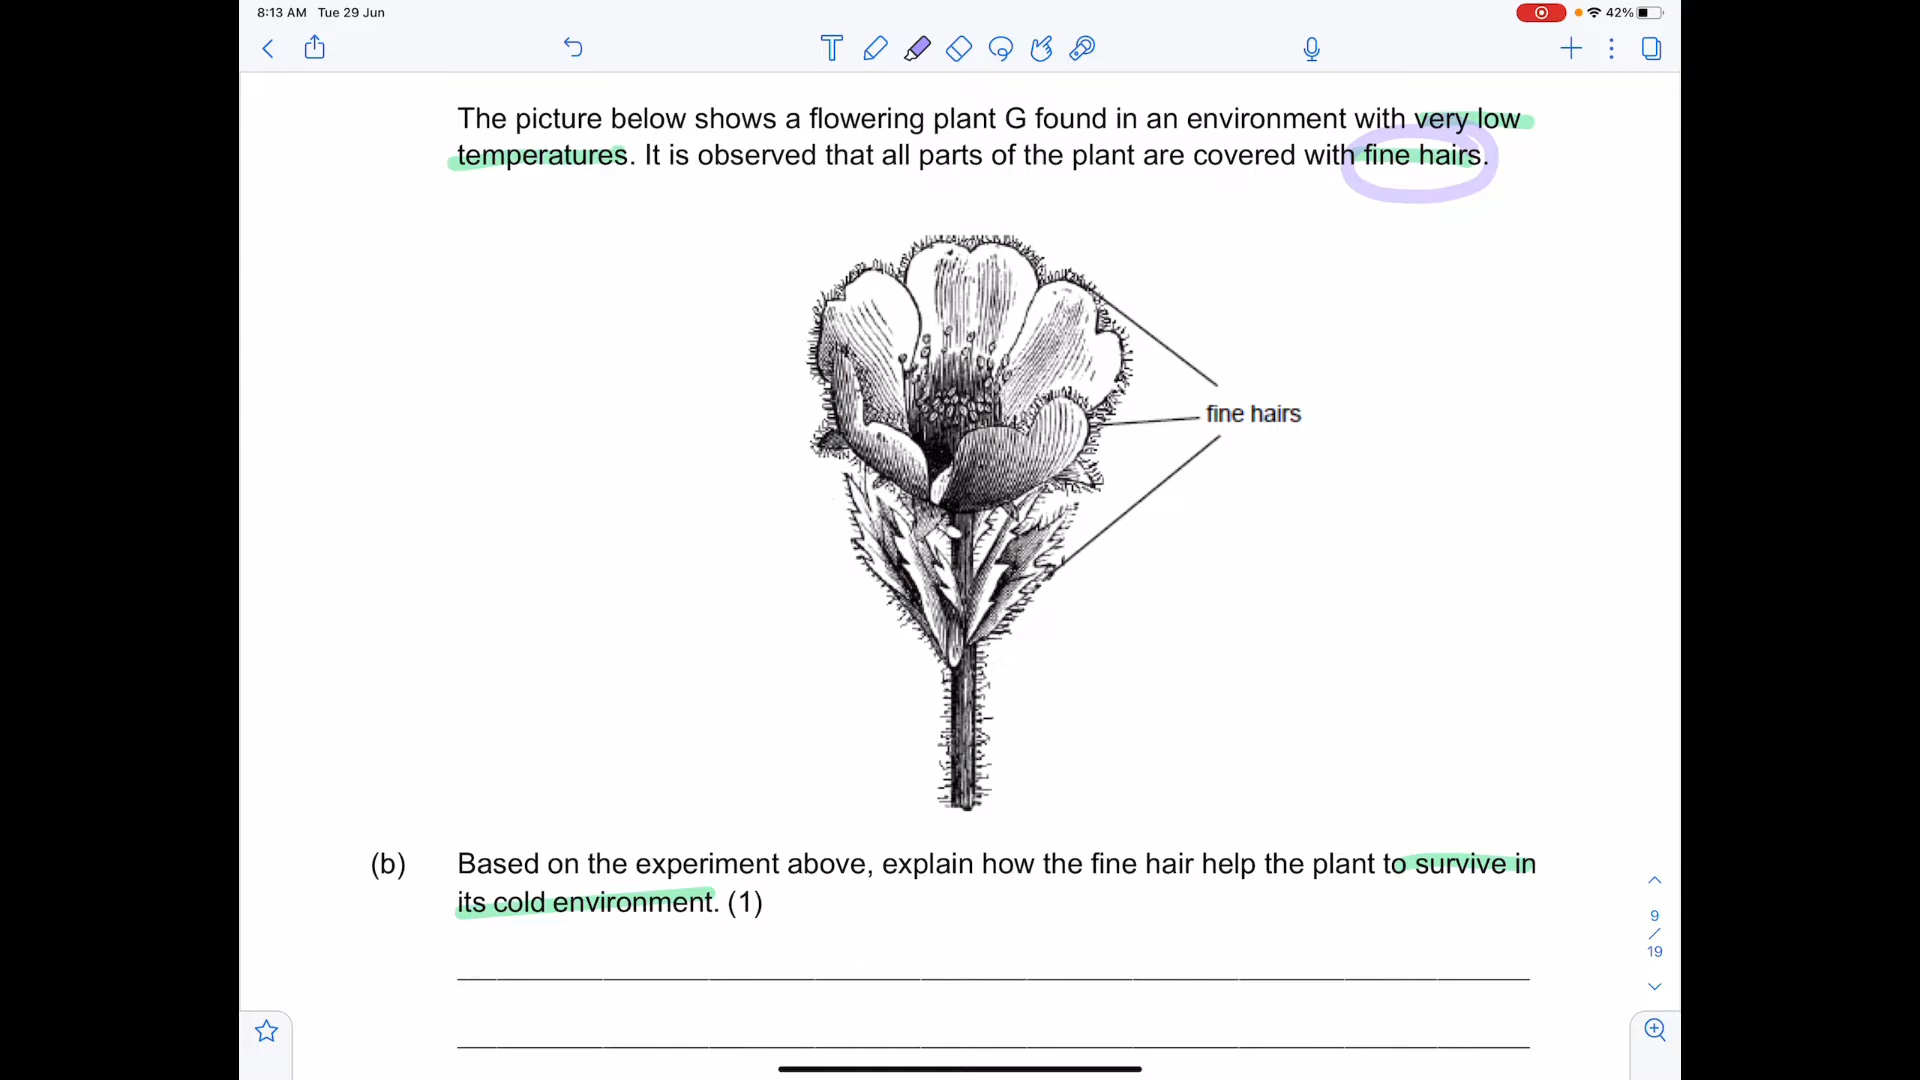 8:13 AM Tue 29 Jun
42%
T
The picture below shows a flowering plant G found in an environment with very low
temperatures. It is observed that all parts of the plant are covered with fine hairs.
fine hairs
(b) Based on the experiment above, explain how the fine hair help the plant to survive in
its cold environment. (1)
9
/
19